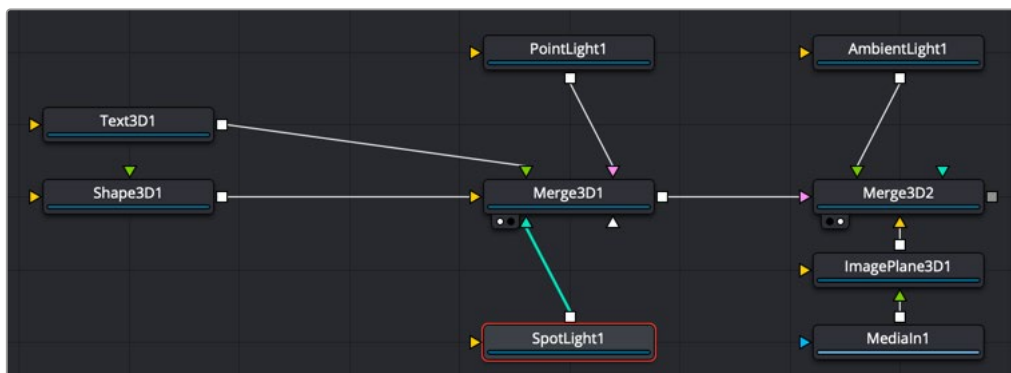 PointLight1
AmbientLight1
Text3D1
Shape3D1
Merge3D1
Merge3D2
ImagePlane3D1
SpotLight1
MediaIn1